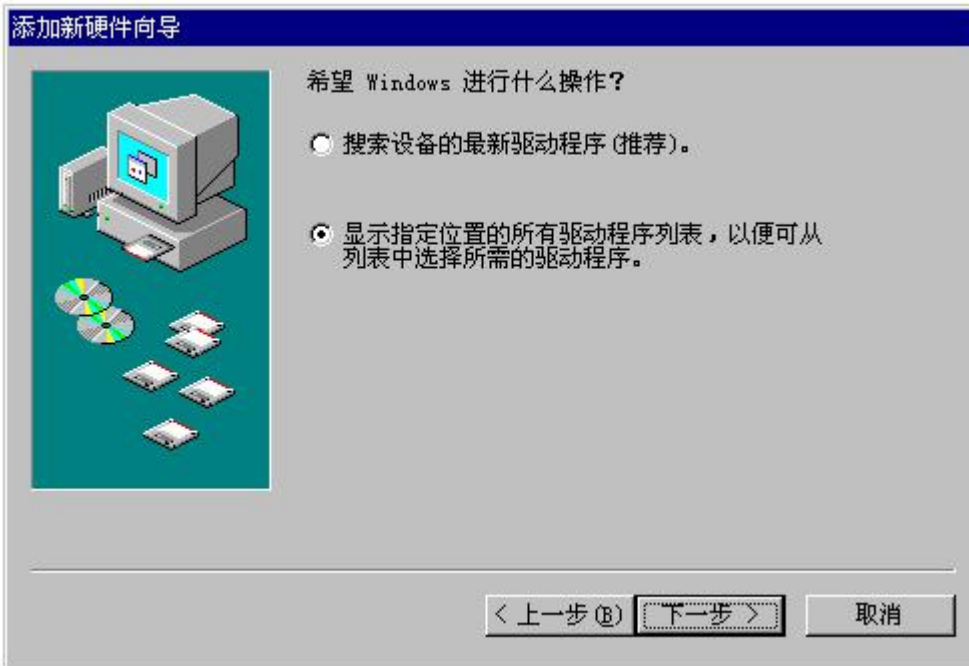 添加新硬件向导
希望 Windows 进行什么操作?
搜索设备的最新驱动程序(推荐)。
显示指定位置的所有驱动程序列表，以便可从
列表中选择所需的驱动程序。
< 上一步(B)
下一步 >
取消